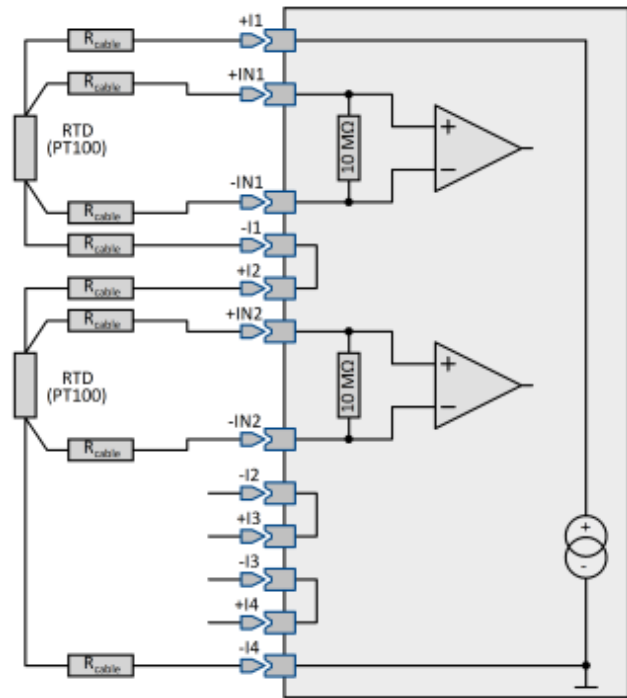 Rcable
+I1
Rcable
+IN1
RTD
(PT100)
10 MΩ
+
−
Rcable
-IN1
Rcable
-I1
Rcable
+I2
Rcable
+IN2
RTD
(PT100)
10 MΩ
+
−
Rcable
-IN2
-I2
+I3
+
-
-I3
+I4
Rcable
-I4